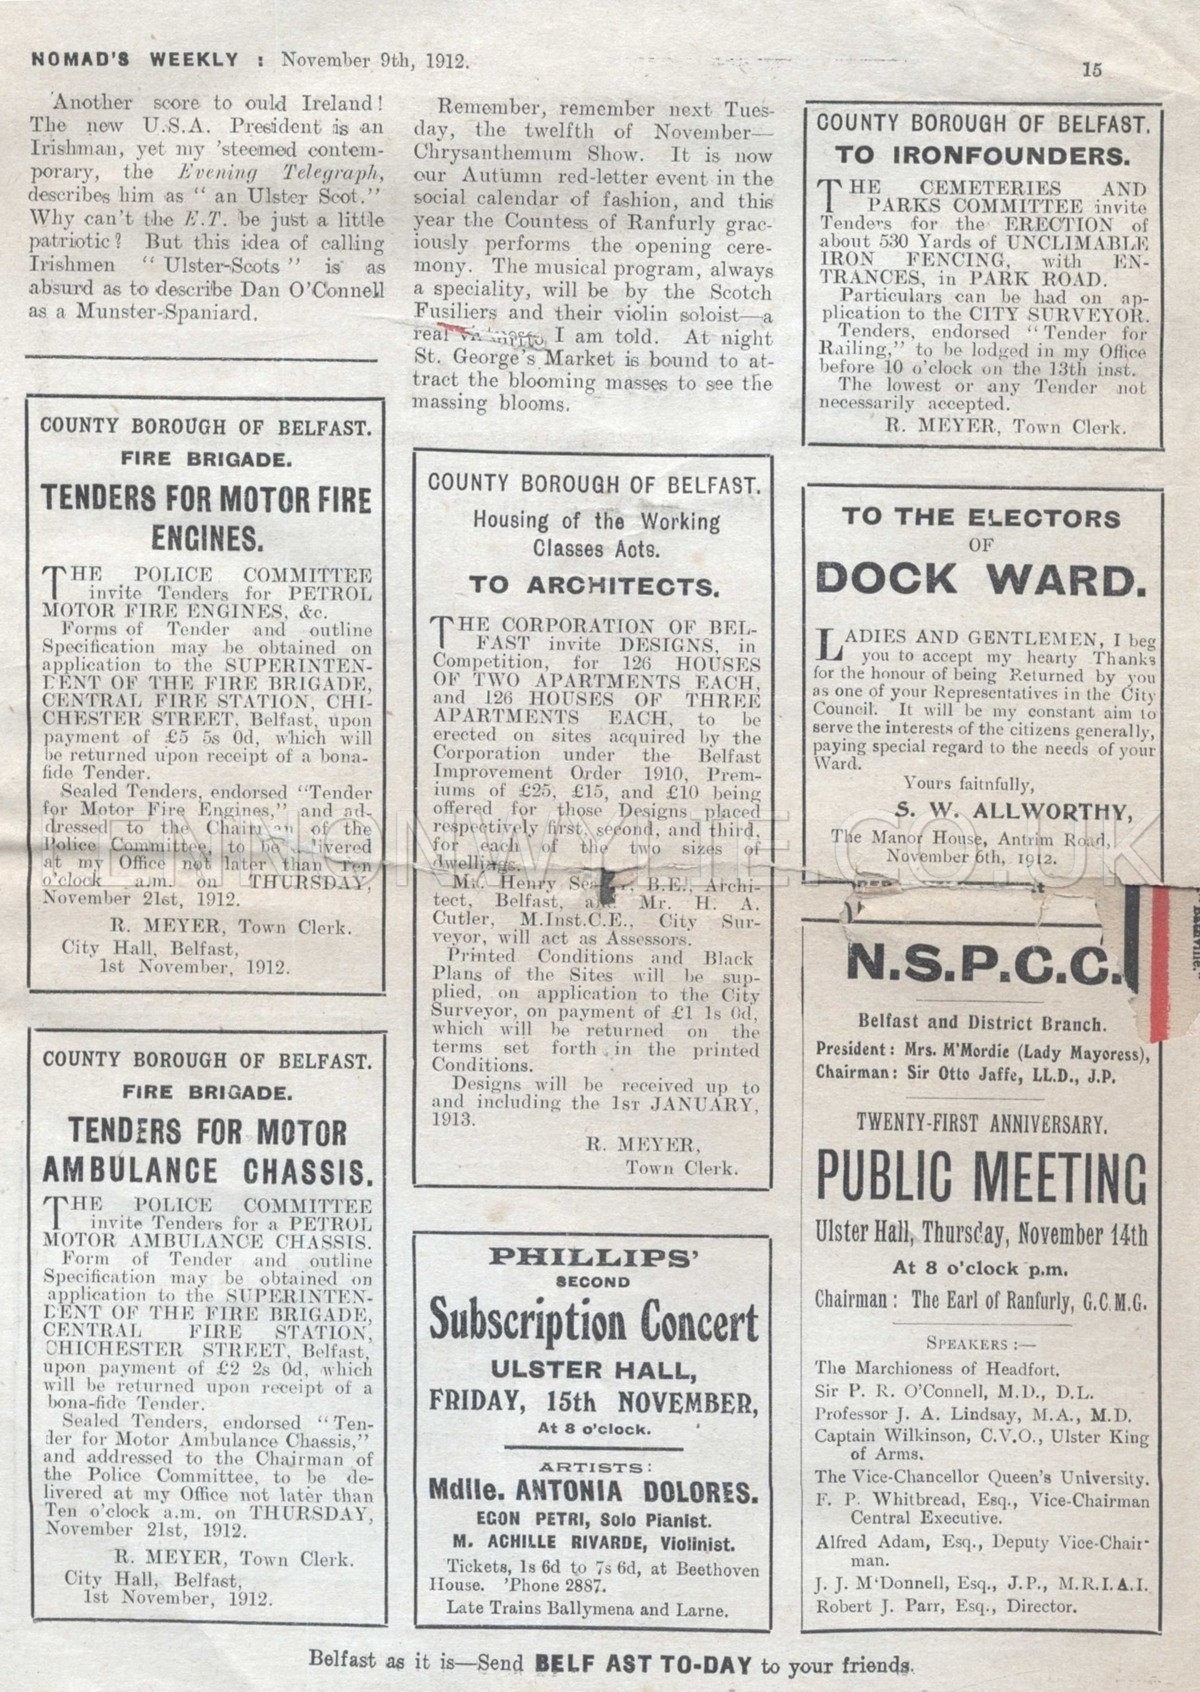 NOMAD'S WEEKLY : November 9th, 1912.
15
Another score to ould Ireland!
The new U.S.A. President is an
Irishman, yet my 'steemed contem-
porary, the Evening Telegraph,
describes him as "an Ulster Scot."
Why can't the E.T. be just a little
patriotic? But this idea of calling
Irishmen "Ulster-Scots" is as
absurd as to describe Dan O'Connell
as a Munster-Spaniard.
COUNTY BOROUGH OF BELFAST.
FIRE BRIGADE.
TENDERS FOR MOTOR FIRE
ENGINES.
THE POLICE COMMITTEE
invite Tenders for PETROL
MOTOR FIRE ENGINES, &c.
Forms of Tender and outline
Specification may be obtained on
application to the SUPERINTEN-
DENT OF THE FIRE BRIGADE,
CENTRAL FIRE STATION, CHI-
CHESTER STREET, Belfast, upon
payment of £5 5s 0d, which will
be returned upon receipt of a bona-
fide Tender.
Sealed Tenders, endorsed "Tender
for Motor Fire Engines," and ad-
dressed to the Chairman of the
Police Committee, to be delivered
at my Office not later than Ten
o'clock a.m. on THURSDAY,
November 21st, 1912.
R. MEYER, Town Clerk.
City Hall, Belfast,
1st November, 1912.
COUNTY BOROUGH OF BELFAST.
FIRE BRIGADE.
TENDERS FOR MOTOR
AMBULANCE CHASSIS.
THE POLICE COMMITTEE
invite Tenders for a PETROL
MOTOR AMBULANCE CHASSIS.
Form of Tender and outline
Specification may be obtained on
application to the SUPERINTEN-
DENT OF THE FIRE BRIGADE,
CENTRAL FIRE STATION,
CHICHESTER STREET, Belfast,
upon payment of £2 2s 0d, which
will be returned upon receipt of a
bona-fide Tender.
Sealed Tenders, endorsed "Ten-
der for Motor Ambulance Chassis,"
and addressed to the Chairman of
the Police Committee, to be de-
livered at my Office not later than
Ten o'clock a.m. on THURSDAY,
November 21st, 1912.
R. MEYER, Town Clerk.
City Hall, Belfast,
1st November, 1912.
Remember, remember next Tues-
day, the twelfth of November—
Chrysanthemum Show. It is now
our Autumn red-letter event in the
social calendar of fashion, and this
year the Countess of Ranfurly grac-
iously performs the opening cere-
mony. The musical program, always
a speciality, will be by the Scotch
Fusiliers and their violin soloist—a
real I am told. At night
St. George's Market is bound to at-
tract the blooming masses to see the
massing blooms.
COUNTY BOROUGH OF BELFAST.
Housing of the Working
Classes Acts.
TO ARCHITECTS.
THE CORPORATION OF BEL-
FAST invite DESIGNS, in
Competition, for 126 HOUSES
OF TWO APARTMENTS EACH,
and 126 HOUSES OF THREE
APARTMENTS EACH, to be
erected on sites acquired by the
Corporation under the Belfast
Improvement Order 1910, Prem-
iums of £25, £15, and £10 being
offered for those Designs placed
respectively first, second, and third,
for each of the two sizes of
dwellings.
Mr. Henry B.E., Archi-
tect, Belfast, and Mr. H. A.
Cutler, M.Inst.C.E., City Sur-
veyor, will act as Assessors.
Printed Conditions and Black
Plans of the Sites will be sup-
plied, on application to the City
Surveyor, on payment of £1 1s 0d,
which will be returned on the
terms set forth in the printed
Conditions.
Designs will be received up to
and including the 1ST JANUARY,
1913.
R. MEYER,
Town Clerk.
PHILLIPS'
SECOND
Subscription Concert
ULSTER HALL,
FRIDAY, 15th NOVEMBER,
At 8 o'clock.
ARTISTS:
Mdlle. ANTONIA DOLORES.
EGON PETRI, Solo Pianist.
M. ACHILLE RIVARDE, Violinist.
Tickets, 1s 6d to 7s 6d, at Beethoven
House. 'Phone 2887.
Late Trains Ballymena and Larne.
COUNTY BOROUGH OF BELFAST.
TO IRONFOUNDERS.
THE CEMETERIES AND
PARKS COMMITTEE invite
Tenders for the ERECTION of
about 530 Yards of UNCLIMABLE
IRON FENCING, with EN-
TRANCES, in PARK ROAD.
Particulars can be had on ap-
plication to the CITY SURVEYOR.
Tenders, endorsed "Tender for
Railing," to be lodged in my Office
before 10 o'clock on the 13th inst.
The lowest or any Tender not
necessarily accepted.
R. MEYER, Town Clerk.
TO THE ELECTORS
OF
DOCK WARD.
LADIES AND GENTLEMEN, I beg
you to accept my hearty Thanks
for the honour of being Returned by you
as one of your Representatives in the City
Council. It will be my constant aim to
serve the interests of the citizens generally,
paying special regard to the needs of your
Ward.
Yours faithfully,
S. W. ALLWORTHY,
The Manor House, Antrim Road,
November 6th, 1912.
N.S.P.C.C.
Belfast and District Branch.
President: Mrs. M'Mordie (Lady Mayoress),
Chairman: Sir Otto Jaffe, LL.D., J.P.
TWENTY-FIRST ANNIVERSARY.
PUBLIC MEETING
Ulster Hall, Thursday, November 14th
At 8 o'clock p.m.
Chairman: The Earl of Ranfurly, G.C.M.G.
SPEAKERS:—
The Marchioness of Headfort.
Sir P. R. O'Connell, M.D., D.L.
Professor J. A. Lindsay, M.A., M.D.
Captain Wilkinson, C.V.O., Ulster King
of Arms.
The Vice-Chancellor Queen's University.
F. P. Whitbread, Esq., Vice-Chairman
Central Executive.
Alfred Adam, Esq., Deputy Vice-Chair-
man.
J. J. M'Donnell, Esq., J.P., M.R.I.A.I.
Robert J. Parr, Esq., Director.
Belfast as it is—Send BELF AST TO-DAY to your friends.